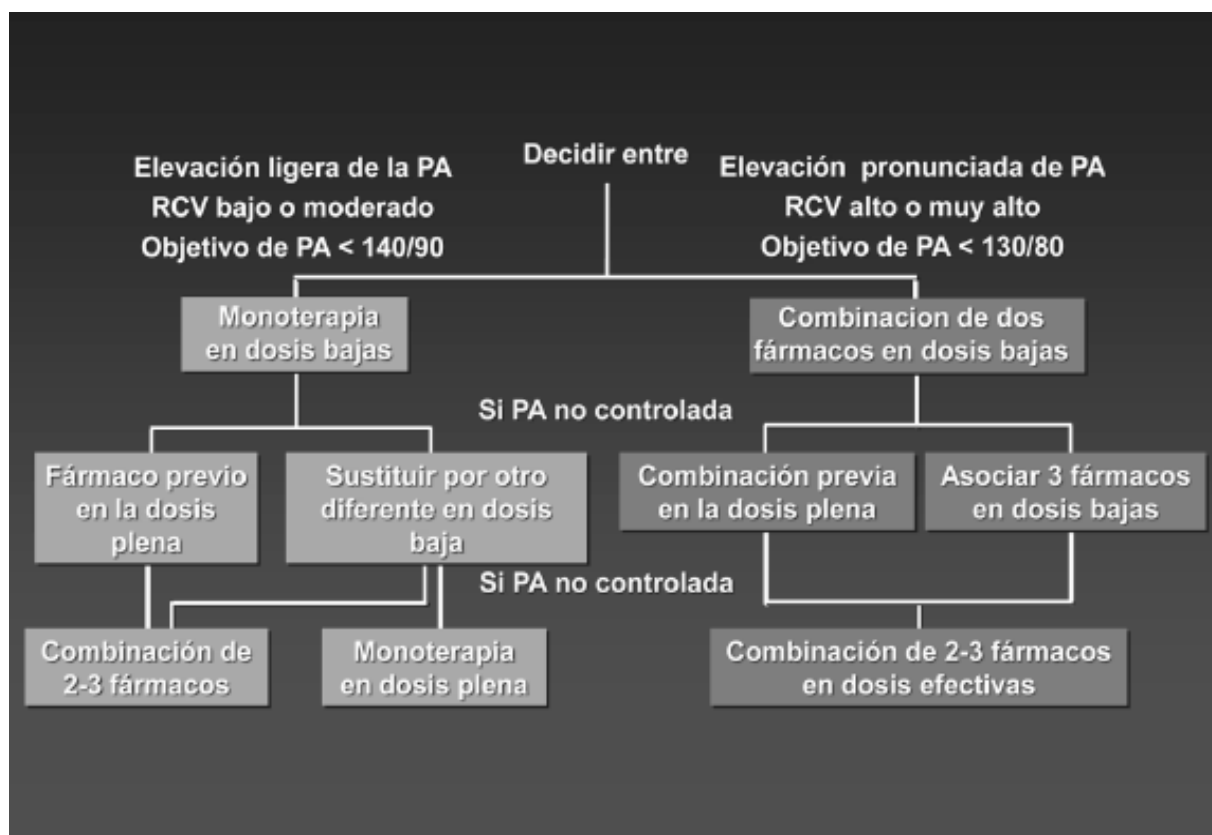 Decidir entre
Elevación ligera de la PA
RCV bajo o moderado
Objetivo de PA < 140/90
Elevación pronunciada de PA
RCV alto o muy alto
Objetivo de PA < 130/80
Monoterapia
en dosis bajas
Combinacion de dos
fármacos en dosis bajas
Si PA no controlada
Fármaco previo
en la dosis
plena
Sustituir por otro
diferente en dosis
baja
Combinación previa
en la dosis plena
Asociar 3 fármacos
en dosis bajas
Si PA no controlada
Combinación de
2-3 fármacos
Monoterapia
en dosis plena
Combinación de 2-3 fármacos
en dosis efectivas